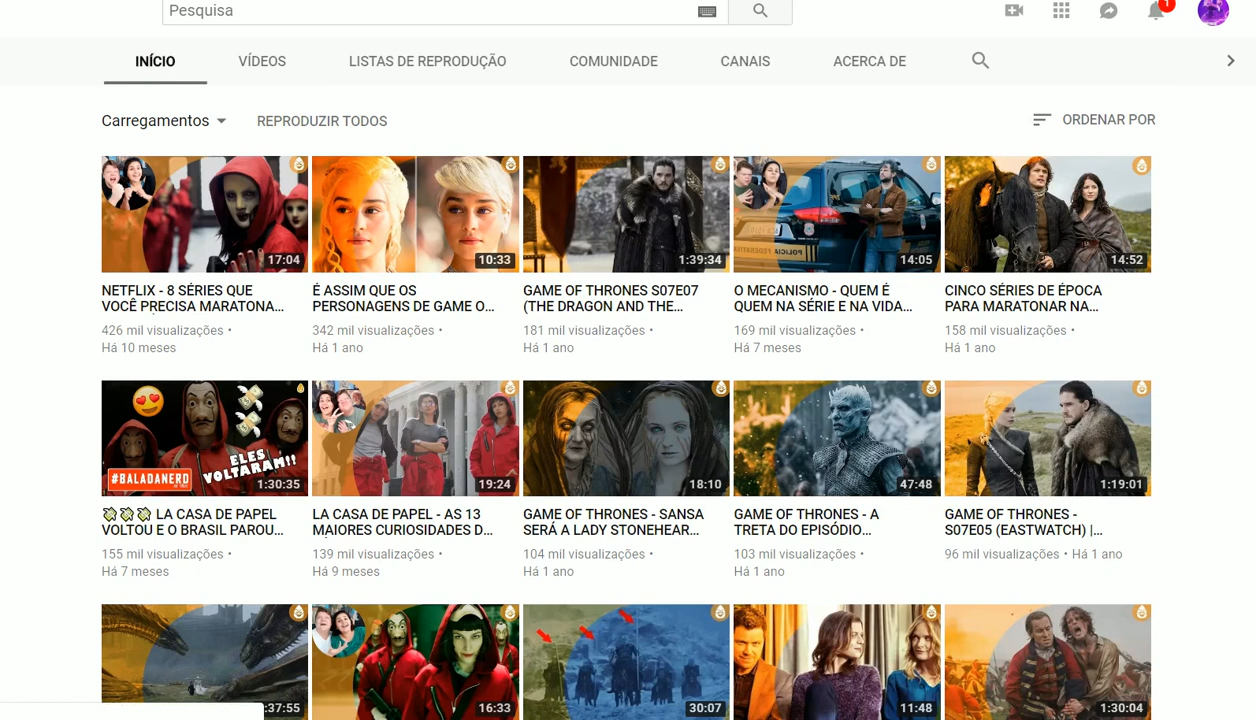 Pesquisa
1
INÍCIO
VÍDEOS
LISTAS DE REPRODUÇÃO
COMUNIDADE
CANAIS
ACERCA DE
Carregamentos
REPRODUZIR TODOS
ORDENAR POR
17:04
10:33
POLICIA FEDERAL
1:39:34
14:05
14:52
NETFLIX - 8 SÉRIES QUE
VOCÊ PRECISA MARATONA...
426 mil visualizações •
Há 10 meses
É ASSIM QUE OS
PERSONAGENS DE GAME O...
342 mil visualizações •
Há 1 ano
GAME OF THRONES S07E07
(THE DRAGON AND THE...
181 mil visualizações •
Há 1 ano
O MECANISMO - QUEM É
QUEM NA SÉRIE E NA VIDA...
169 mil visualizações •
Há 7 meses
CINCO SÉRIES DE ÉPOCA
PARA MARATONAR NA...
158 mil visualizações •
Há 1 ano
ELES
VOLTARAM!!
#BALADANERD
1:30:35
19:24
18:10
47:48
1:19:01
💸💸💸 LA CASA DE PAPEL
VOLTOU E O BRASIL PAROU...
155 mil visualizações •
Há 7 meses
LA CASA DE PAPEL - AS 13
MAIORES CURIOSIDADES D...
139 mil visualizações •
Há 9 meses
GAME OF THRONES - SANSA
SERÁ A LADY STONEHEAR...
104 mil visualizações •
Há 1 ano
GAME OF THRONES - A
TRETA DO EPISÓDIO...
103 mil visualizações •
Há 1 ano
GAME OF THRONES -
S07E05 (EASTWATCH) |...
96 mil visualizações • Há 1 ano
:37:55
16:33
30:07
11:48
1:30:04